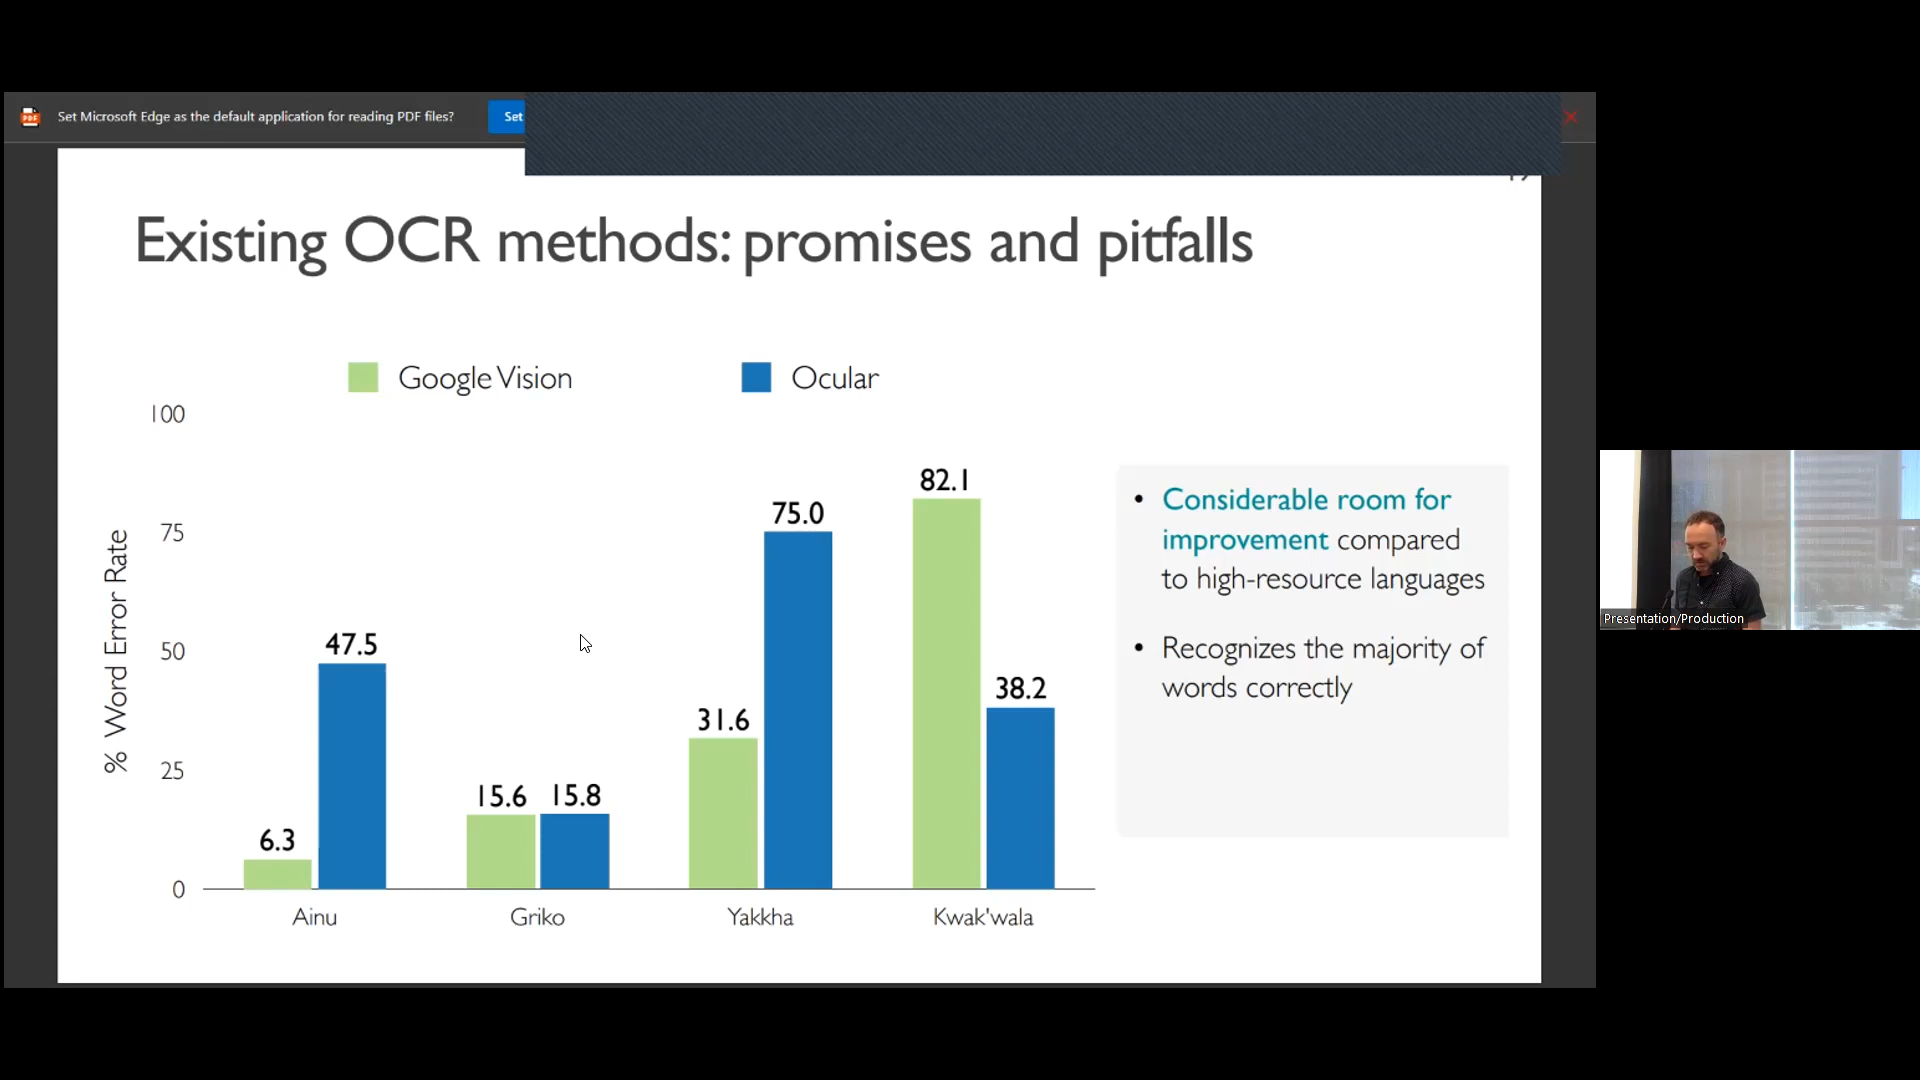 Set Microsoft Edge as the default application for reading PDF files?
Set
Existing OCR methods: promises and pitfalls
Google Vision
Ocular
% Word Error Rate
100
75
50
25
0
6.3
47.5
15.6
15.8
31.6
75.0
82.1
38.2
Ainu
Griko
Yakkha
Kwak'wala
• Considerable room for
improvement compared
to high-resource languages
• Recognizes the majority of
words correctly
Presentation/Production
PDF